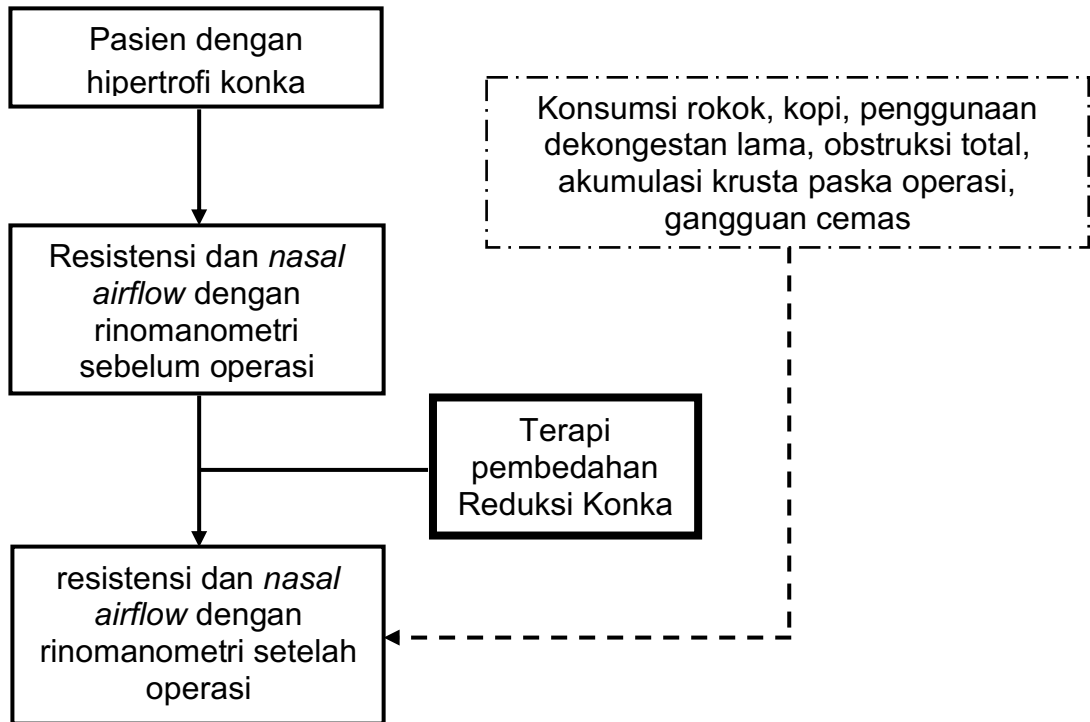 Pasien dengan
hipertrofi konka
Konsumsi rokok, kopi, penggunaan
dekongestan lama, obstruksi total,
akumulasi krusta paska operasi,
gangguan cemas
Resistensi dan nasal
airflow dengan
rinomanometri
sebelum operasi
Terapi
pembedahan
Reduksi Konka
resistensi dan nasal
airflow dengan
rinomanometri setelah
operasi